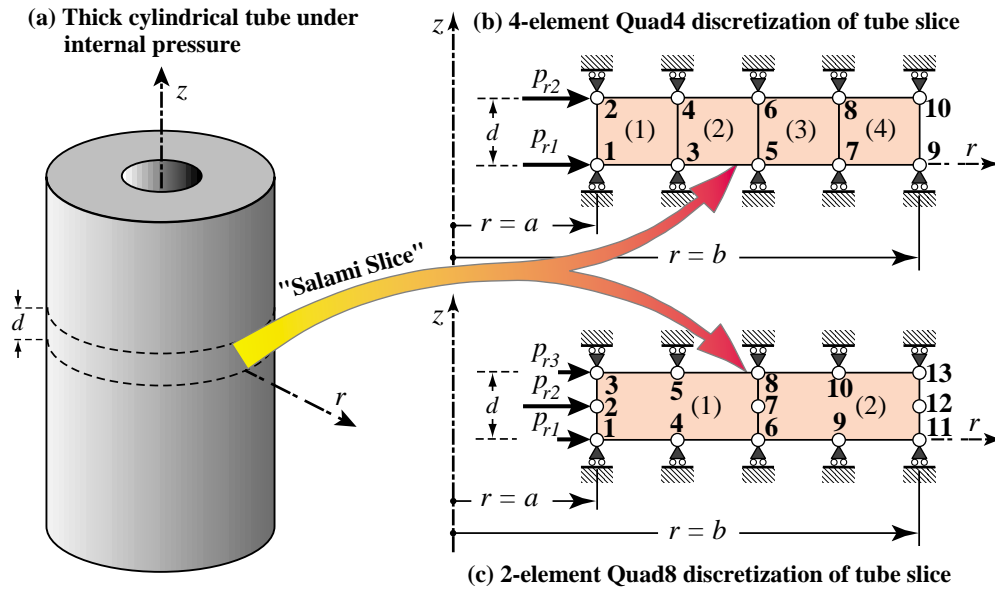 (a) Thick cylindrical tube under
internal pressure
z
"Salami Slice"
d
r
(b) 4-element Quad4 discretization of tube slice
z
p_r2
p_r1
d
2 4 6 8 10
(1) (2) (3) (4)
1 3 5 7 9
r
r = a
r = b
z
p_r3
p_r2
p_r1
d
3 5 8 10 13
2 (1) 7 (2) 12
1 4 6 9 11
r
r = a
r = b
(c) 2-element Quad8 discretization of tube slice